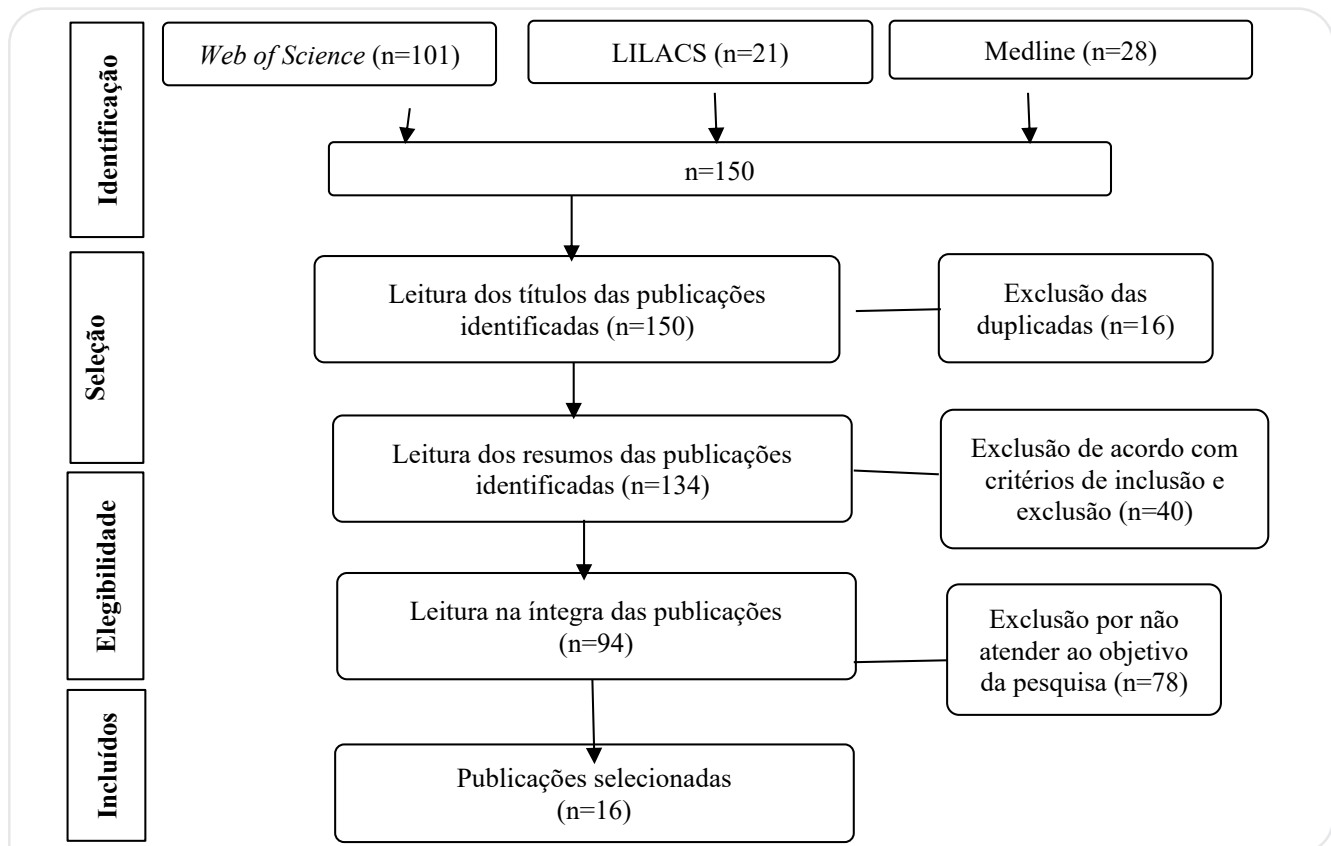 Identificação
Web of Science (n=101)
LILACS (n=21)
Medline (n=28)
n=150
Seleção
Leitura dos títulos das publicações
identificadas (n=150)
Exclusão das
duplicadas (n=16)
Leitura dos resumos das publicações
identificadas (n=134)
Exclusão de acordo com
critérios de inclusão e
exclusão (n=40)
Elegibilidade
Leitura na íntegra das publicações
(n=94)
Exclusão por não
atender ao objetivo
da pesquisa (n=78)
Incluídos
Publicações selecionadas
(n=16)